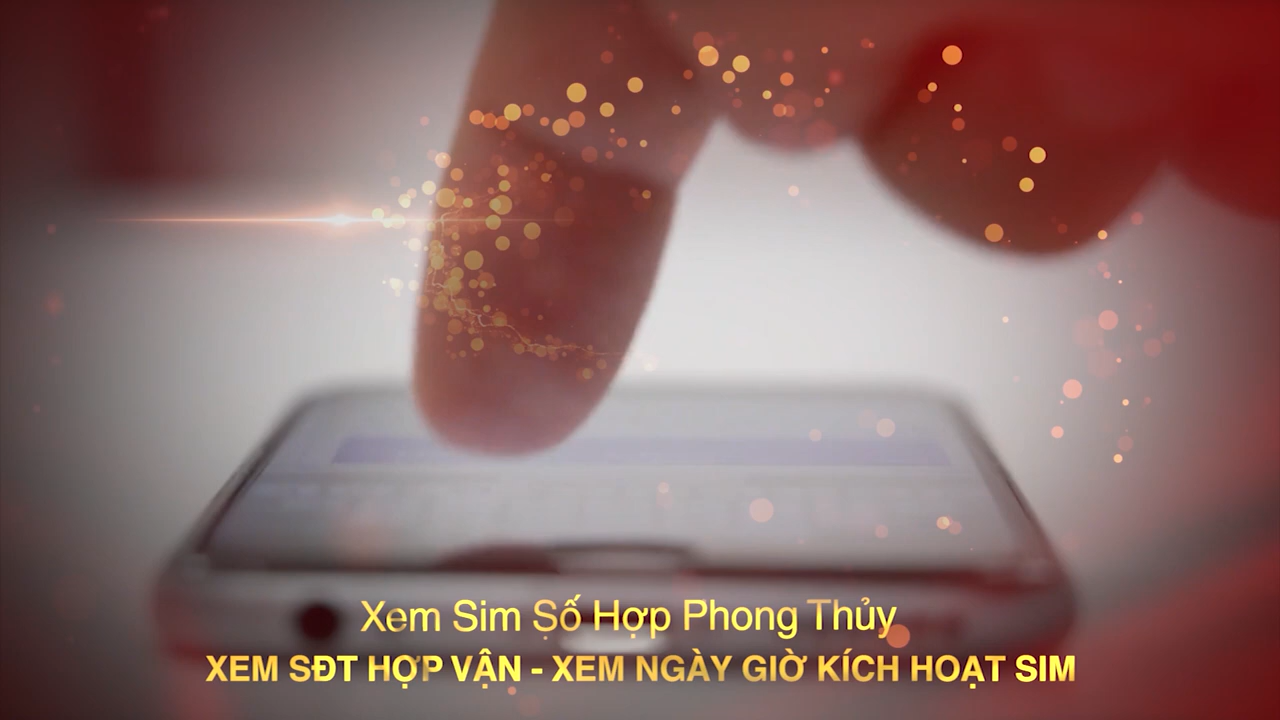 Xem Sim Số Hợp Phong Thủy
XEM SĐT HỢP VẬN - XEM NGÀY GIỜ KÍCH HOẠT SIM